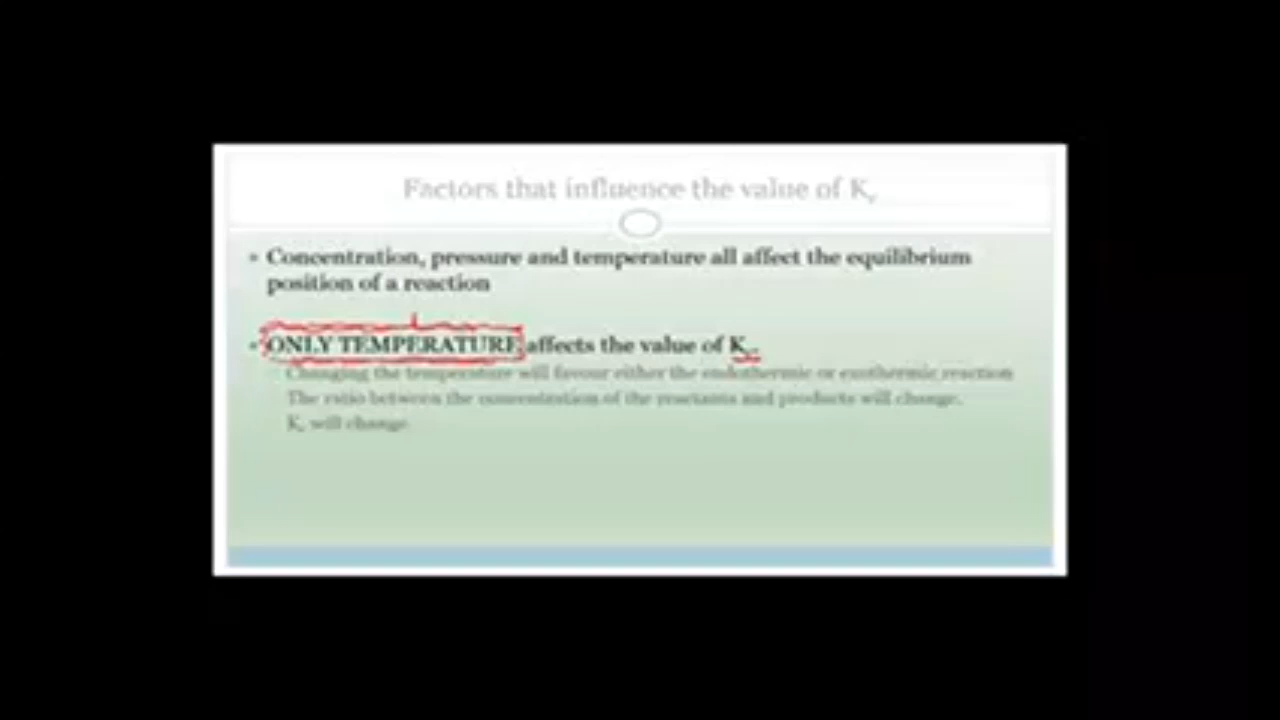 Factors that influence the value of Kc
• Concentration, pressure and temperature all affect the equilibrium
position of a reaction
• ONLY TEMPERATURE affects the value of Kc.
Changing the temperature will favour either the endothermic or exothermic reaction
The ratio between the concentration of the reactants and products will change.
Kc will change